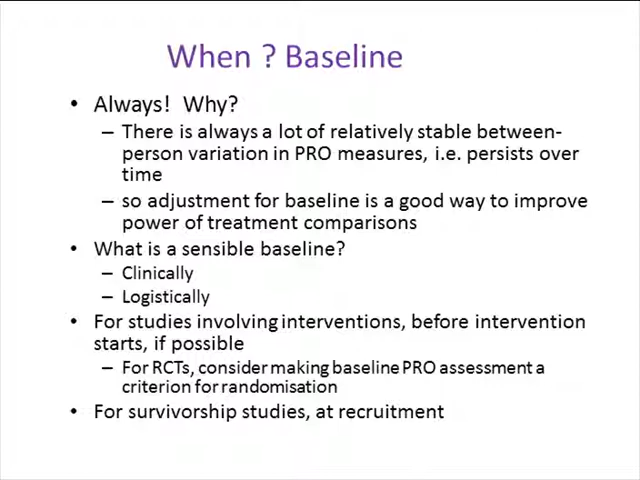 When ? Baseline
• Always!  Why?
– There is always a lot of relatively stable between-
person variation in PRO measures, i.e. persists over
time
– so adjustment for baseline is a good way to improve
power of treatment comparisons
• What is a sensible baseline?
– Clinically
– Logistically
• For studies involving interventions, before intervention
starts, if possible
– For RCTs, consider making baseline PRO assessment a
criterion for randomisation
• For survivorship studies, at recruitment